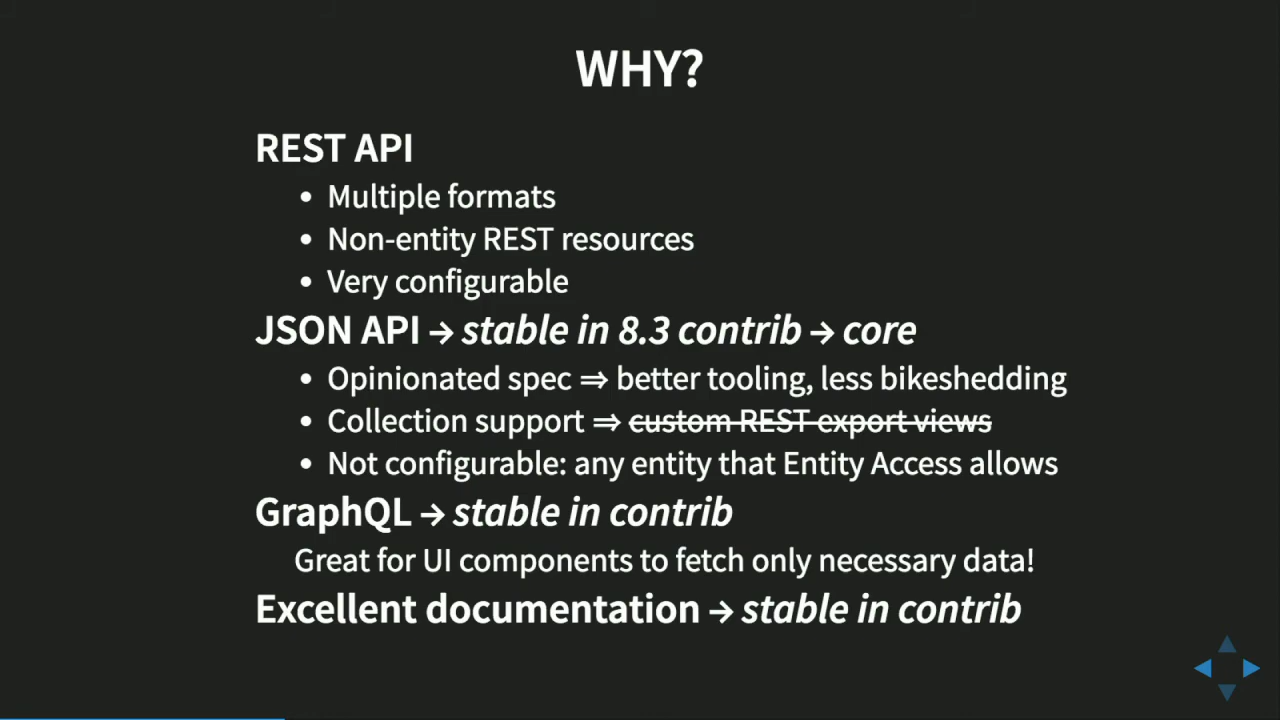 WHY?
REST API
• Multiple formats
• Non-entity REST resources
• Very configurable
JSON API → stable in 8.3 contrib → core
• Opinionated spec ⇒ better tooling, less bikeshedding
• Collection support ⇒ custom REST export views
• Not configurable: any entity that Entity Access allows
GraphQL → stable in contrib
Great for UI components to fetch only necessary data!
Excellent documentation → stable in contrib